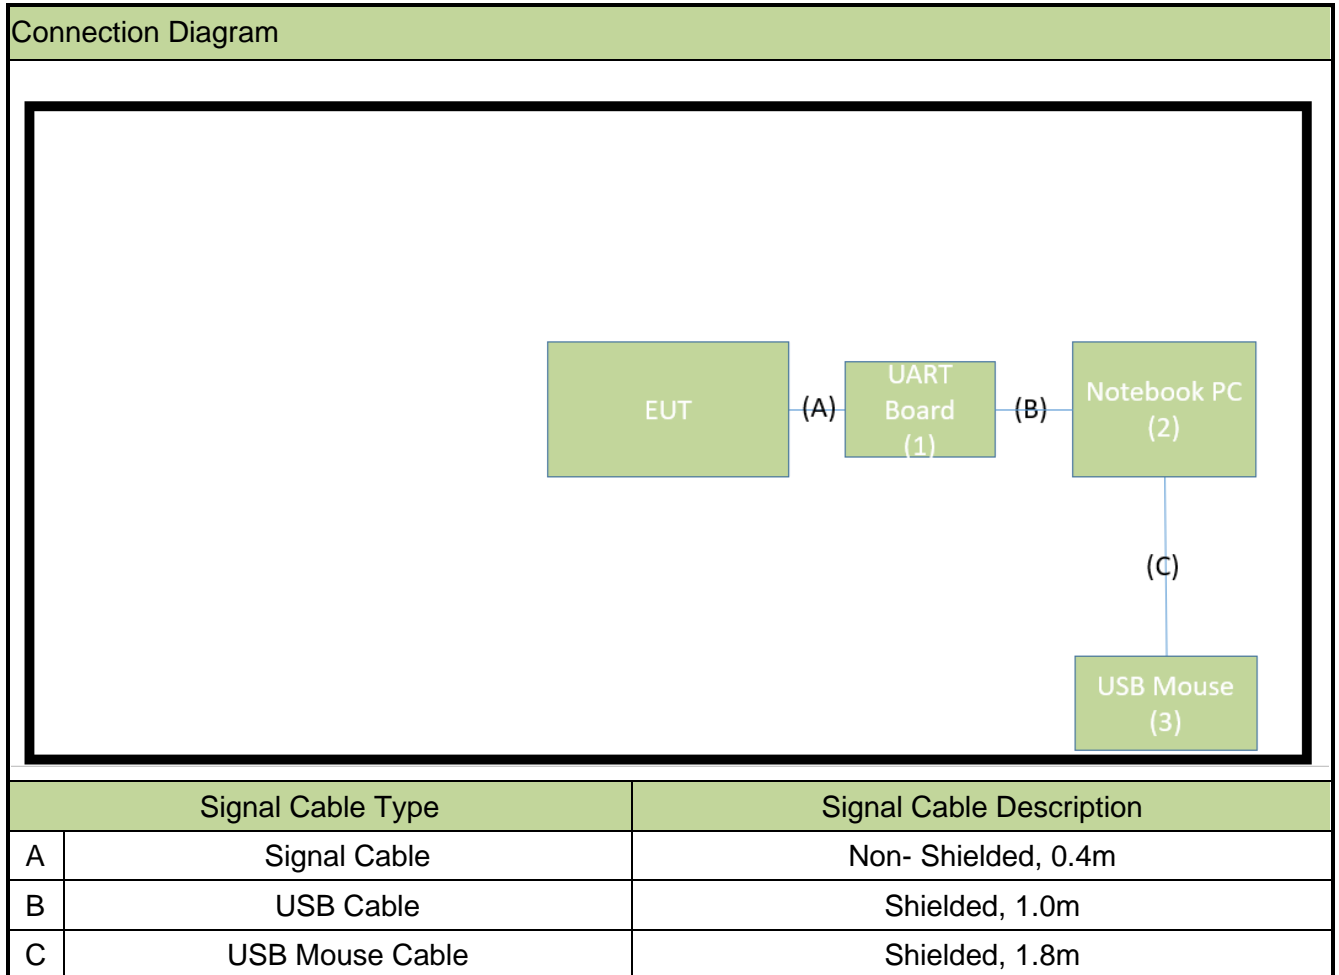 Connection Diagram
EUT
(A)
UART
Board
(1)
(B)
Notebook PC
(2)
(C)
USB Mouse
(3)
Signal Cable Type Signal Cable Description
A Signal Cable Non- Shielded, 0.4m
B USB Cable Shielded, 1.0m
C USB Mouse Cable Shielded, 1.8m